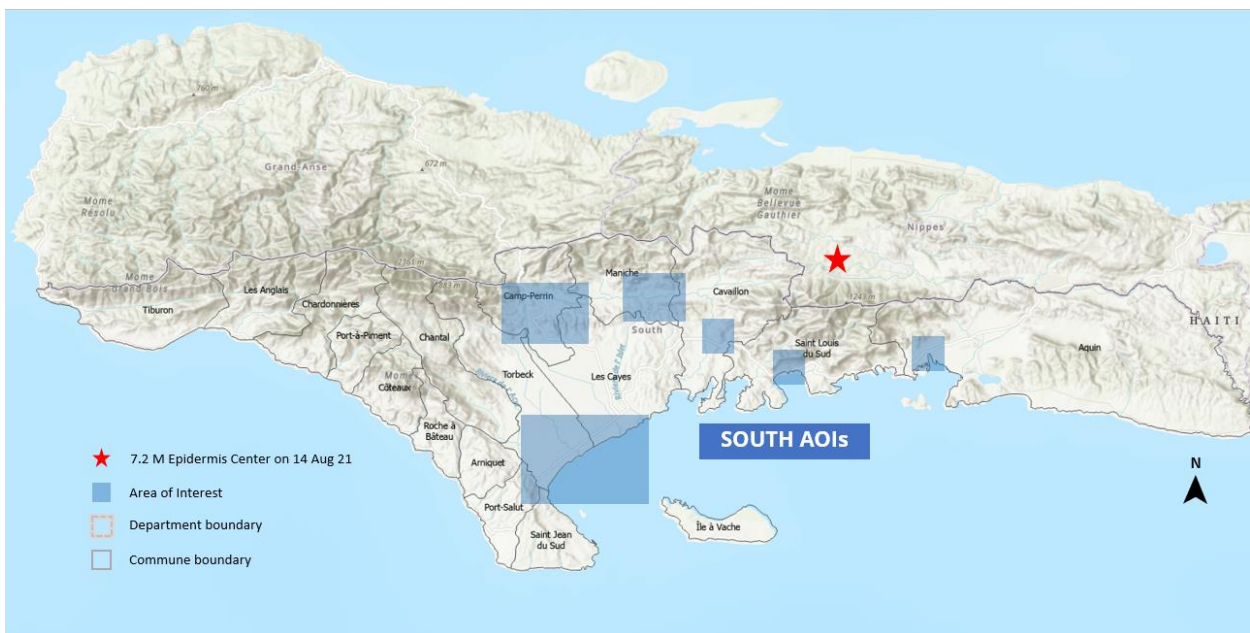 760 m
Grand-Anse
672 m
Morne
Bellevue
Gauthier
Nippes
Morne
Résolu
Morne
Grand Bois
Tiburon
Les Anglais
Chardonnières
Port-à-Piment
Chantal
Côteaux
Roche à
Bâteau
Arniquet
Port-Salut
Saint Jean
du Sud
Camp-Perrin
Maniche
Cavaillon
South
Torbeck
Les Cayes
Saint Louis
du Sud
Aquin
HAITI
Île à Vache
SOUTH AOIs
N
7.2 M Epidermis Center on 14 Aug 21
Area of Interest
Department boundary
Commune boundary